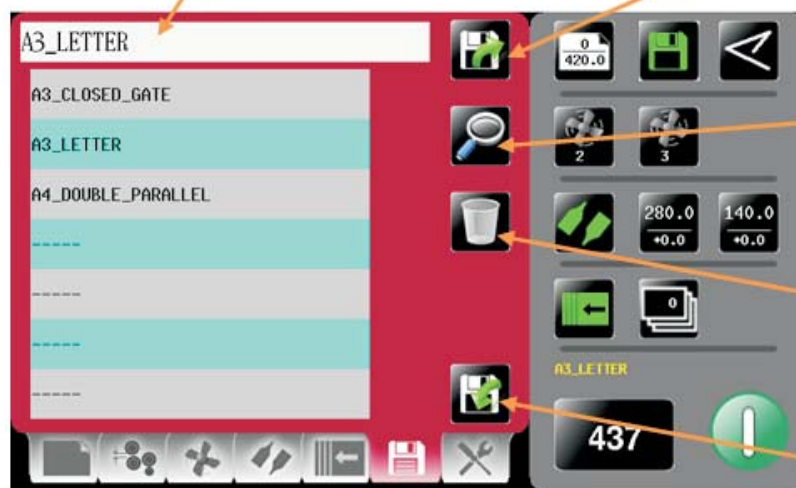 A3_LETTER
A3_CLOSED_GATE
A3_LETTER
A4_DOUBLE_PARALLEL
-----
-----
-----
-----
0
420.0
2
3
280.0
+0.0
140.0
+0.0
0
A3_LETTER
437